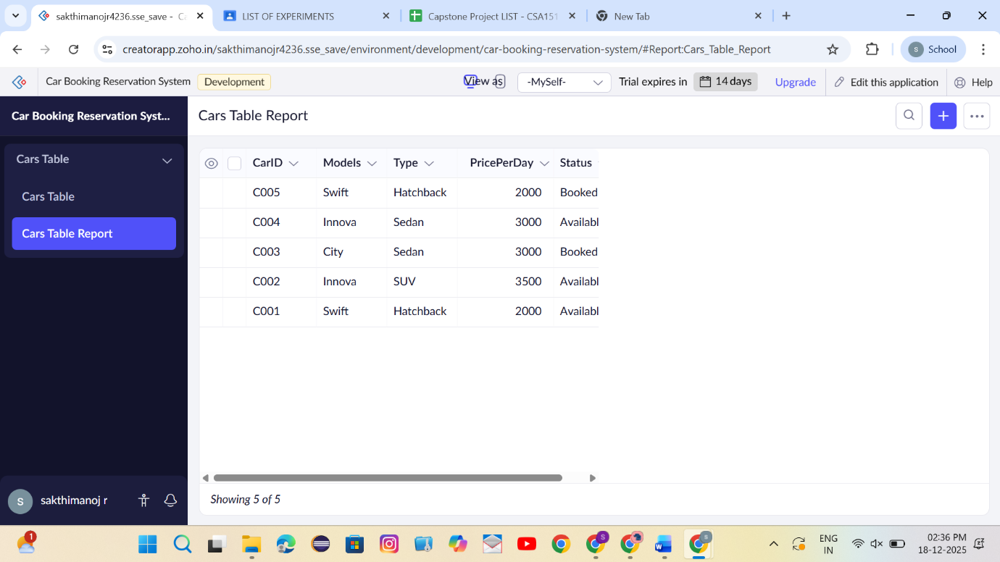 sakthimanojr4236.sse_save - Ca
LIST OF EXPERIMENTS
Capstone Project LIST - CSA151
New Tab
creatorapp.zoho.in/sakthimanojr4236.sse_save/environment/development/car-booking-reservation-system/#Report:Cars_Table_Report
S School
Car Booking Reservation System Development View as -MySelf- Trial expires in 14 days Upgrade Edit this application Help
Car Booking Reservation Syst...
Cars Table Report
Cars Table
Cars Table
Cars Table Report
CarID Models Type PricePerDay Status
C005 Swift Hatchback 2000 Booked
C004 Innova Sedan 3000 Availabl
C003 City Sedan 3000 Booked
C002 Innova SUV 3500 Availabl
C001 Swift Hatchback 2000 Availabl
Showing 5 of 5
S sakthimanoj r
1
S
S
ENG
IN
02:36 PM
18-12-2025